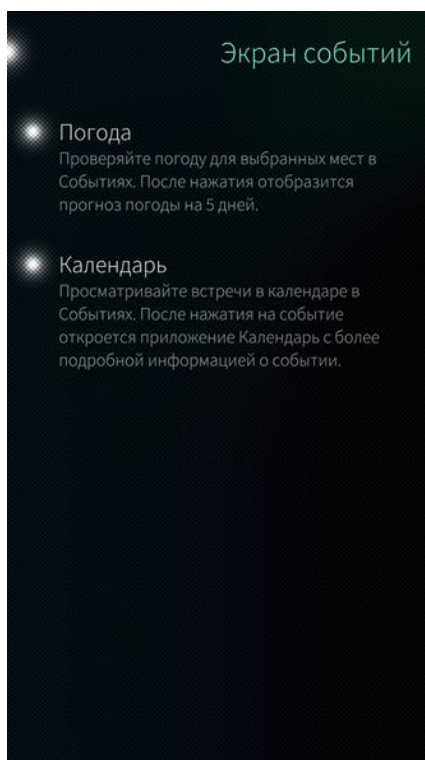 Экран событий
Погода
Проверяйте погоду для выбранных мест в
Событиях. После нажатия отобразится
прогноз погоды на 5 дней.
Календарь
Просматривайте встречи в календаре в
Событиях. После нажатия на событие
откроется приложение Календарь с более
подробной информацией о событии.